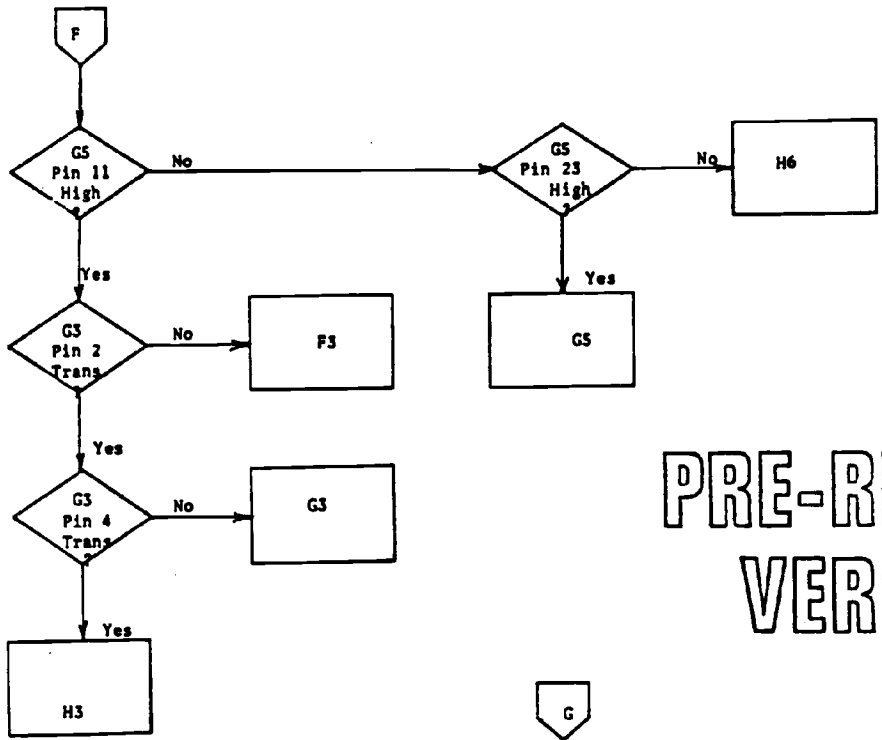 F
G5
Pin 11
High
?
No
G5
Pin 23
High
?
No
H6
Yes
Yes
G5
G3
Pin 2
Trans
?
No
F3
Yes
G3
Pin 4
Trans
?
No
G3
Yes
H3
PRE-R
VER
G